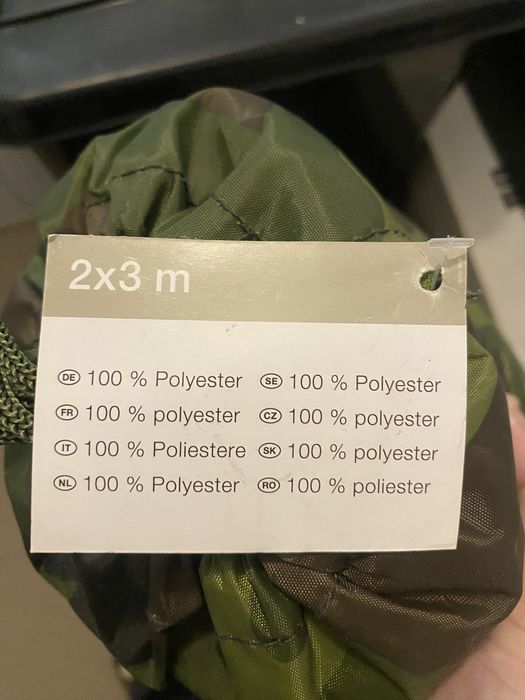 2x3 m
DE 100 % Polyester
FR 100 % polyester
IT 100 % Poliestere
NL 100 % Polyester
SE 100 % Polyester
CZ 100 % polyester
SK 100 % polyester
RO 100 % poliester